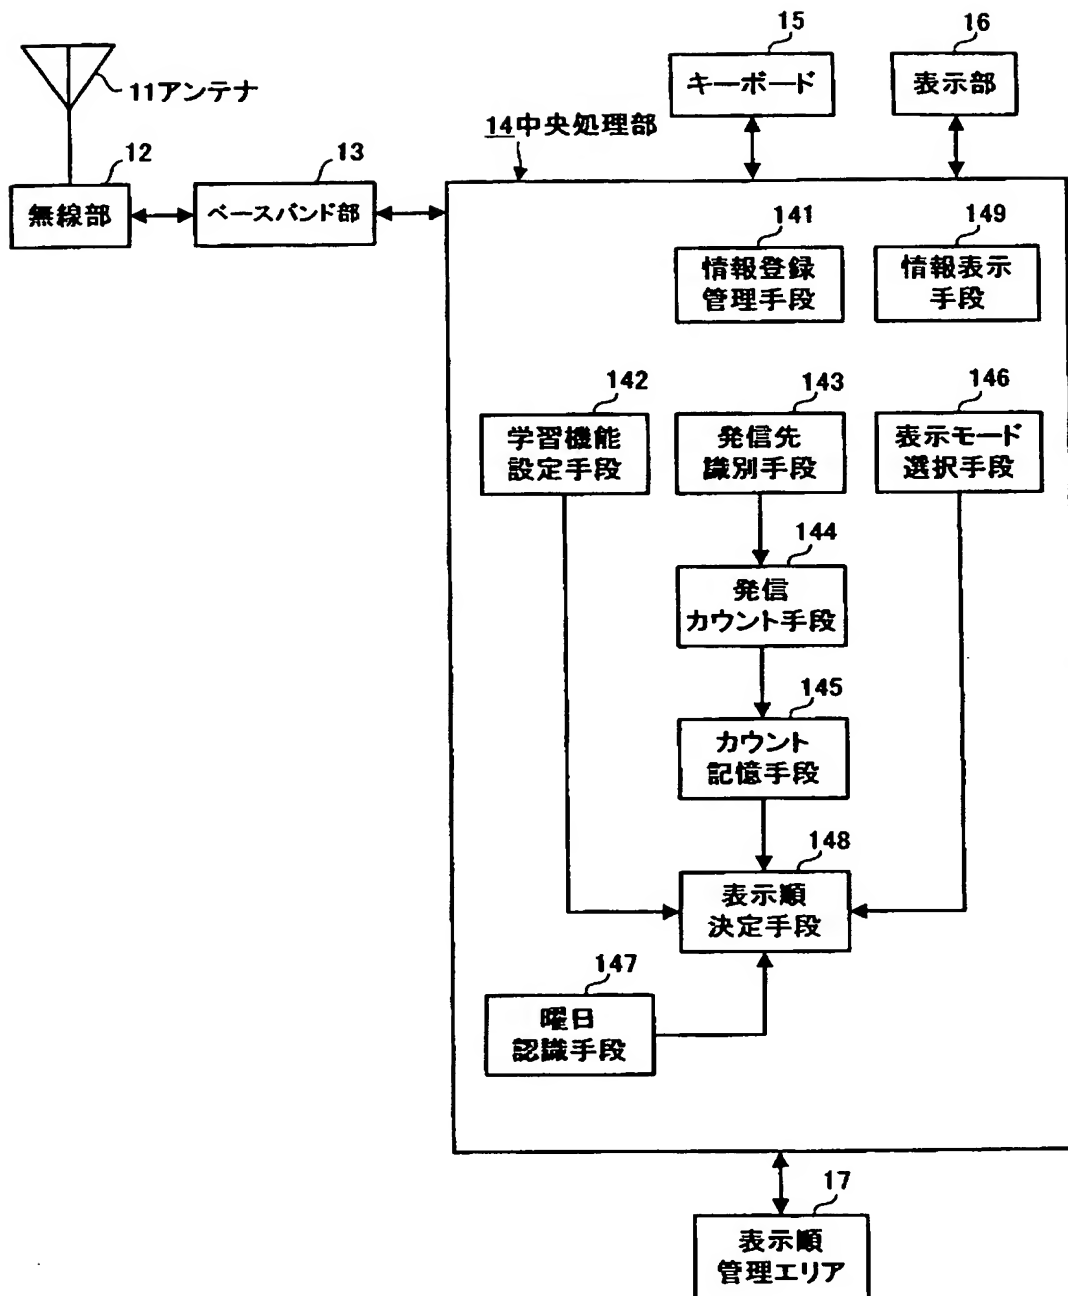 15
キーボード
16
表示部
11アンテナ
14中央処理部
12
無線部
13
ベースバンド部
141
情報登録
管理手段
149
情報表示
手段
142
学習機能
設定手段
143
発信先
識別手段
146
表示モード
選択手段
144
発信
カウント手段
145
カウント
記憶手段
148
表示順
決定手段
147
曜日
認識手段
17
表示順
管理エリア